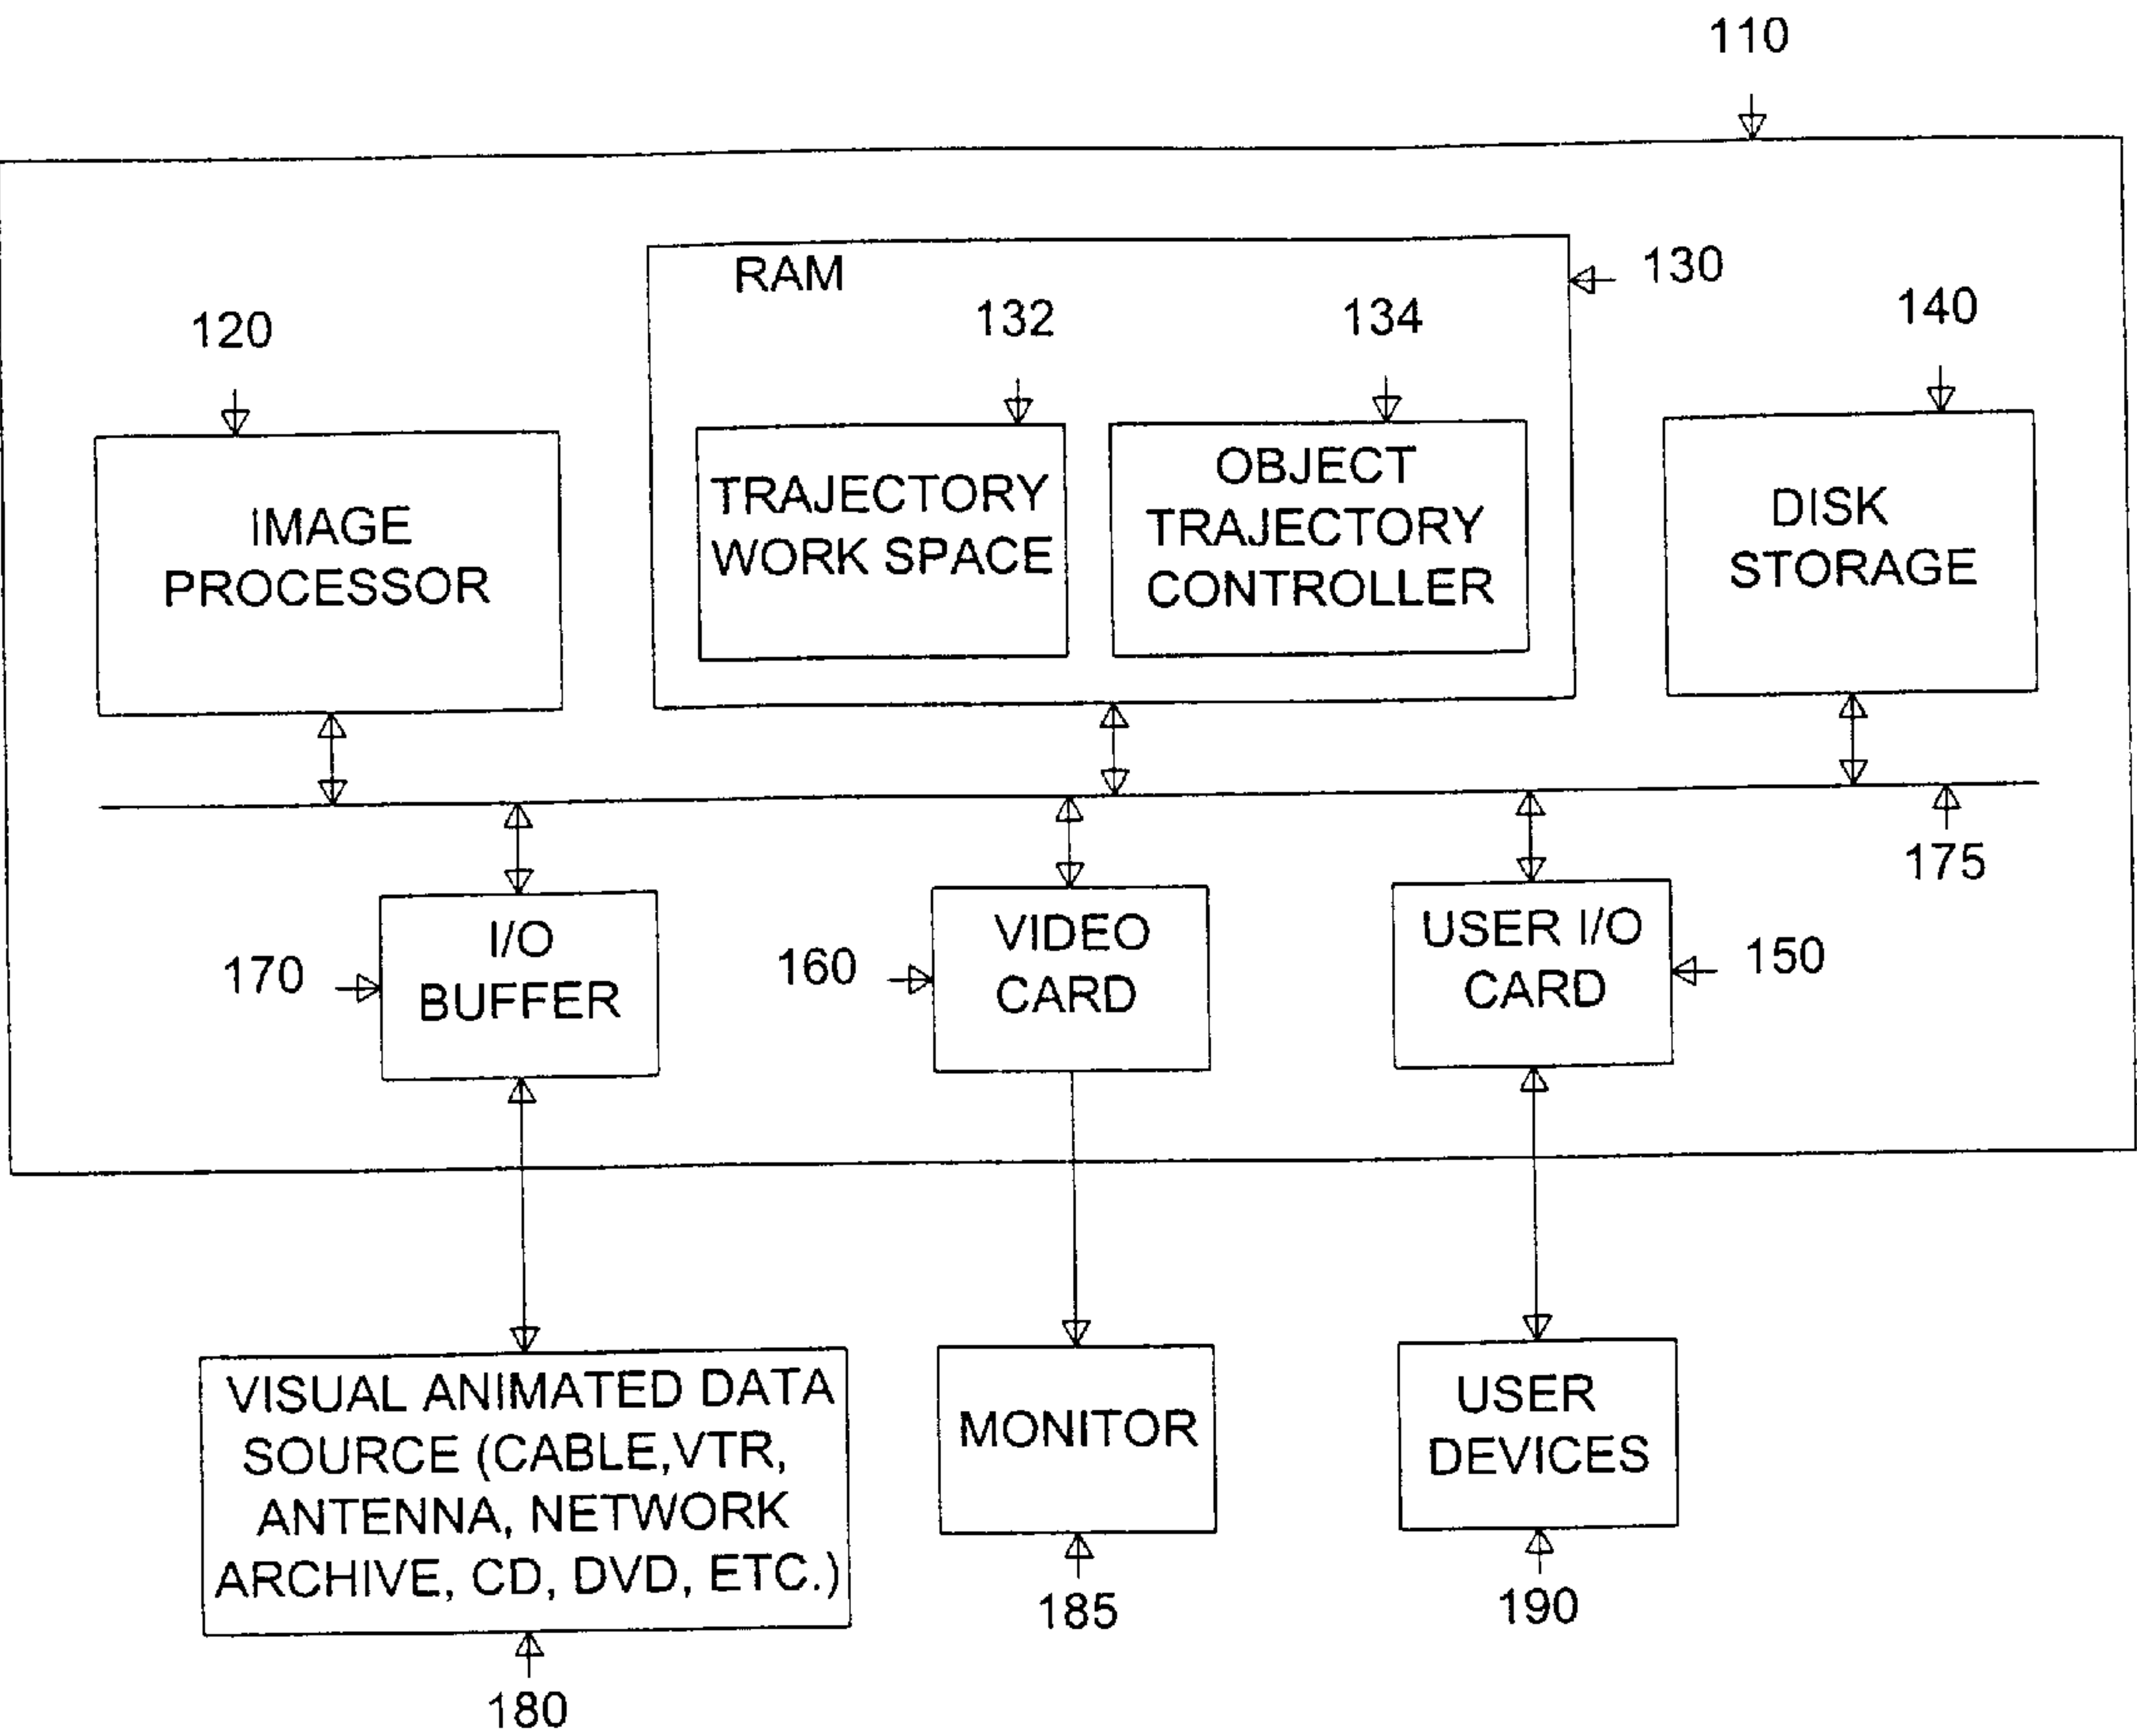 110
RAM
130
120
132
134
140
IMAGE
PROCESSOR
TRAJECTORY
WORK SPACE
OBJECT
TRAJECTORY
CONTROLLER
DISK
STORAGE
175
170
I/O
BUFFER
160
VIDEO
CARD
USER I/O
CARD
150
VISUAL ANIMATED DATA
SOURCE (CABLE,VTR,
ANTENNA, NETWORK
ARCHIVE, CD, DVD, ETC.)
MONITOR
USER
DEVICES
185
190
180